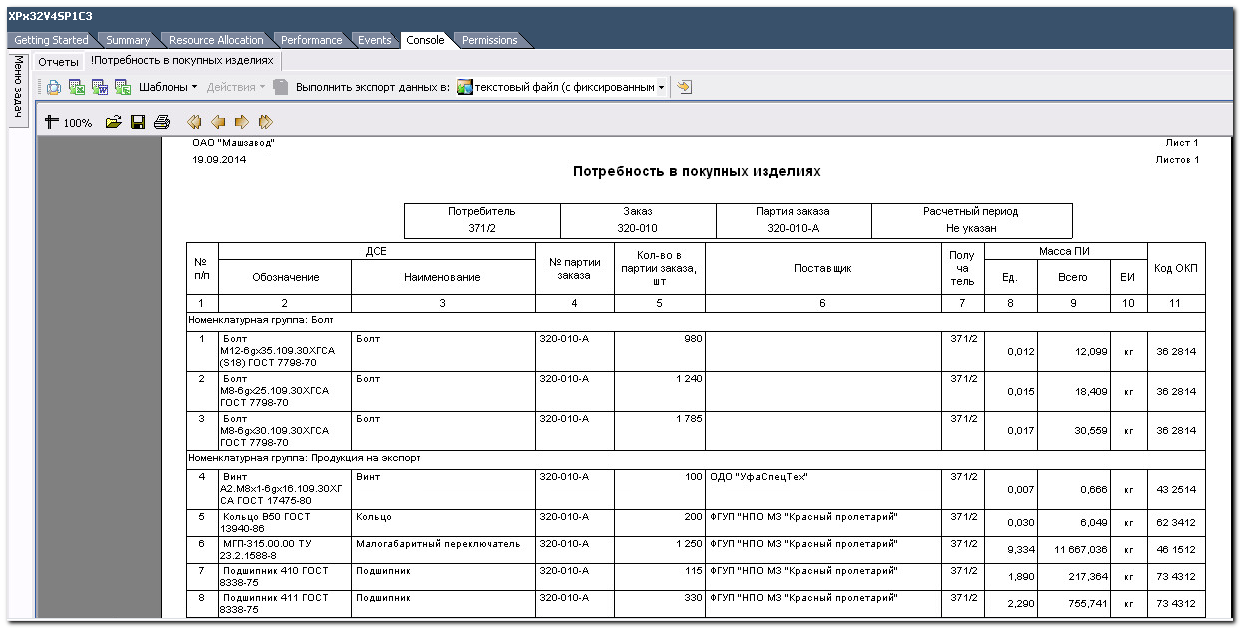 XPx32V4SP1C3
Getting Started Summary Resource Allocation Performance Events Console Permissions
Меню задач
Отчеты !Потребность в покупных изделиях
Шаблоны Действия Выполнить экспорт данных в: текстовый файл (с фиксированным
100%
ОАО "Машзавод" Лист 1
19.09.2014 Листов 1
Потребность в покупных изделиях
Потребитель Заказ Партия заказа Расчетный период
371/2 320-010 320-010-А Не указан
№ п/п ДСЕ № партии заказа Кол-во в партии заказа, шт Поставщик Полу ча тель Масса ПИ Код ОКП
Обозначение Наименование Ед. Всего ЕИ
1 2 3 4 5 6 7 8 9 10 11
Номенклатурная группа: Болт
1 Болт Болт 320-010-А 980 371/2
М12-6gx35.109.30ХГСА 0,012 12,099 кг 36 2814
(S18) ГОСТ 7798-70
2 Болт Болт 320-010-А 1 240 371/2
М8-6gx25.109.30ХГСА 0,015 18,409 кг 36 2814
ГОСТ 7798-70
3 Болт Болт 320-010-А 1 785 371/2
М8-6gx30.109.30ХГСА 0,017 30,559 кг 36 2814
ГОСТ 7798-70
Номенклатурная группа: Продукция на экспорт
4 Винт Винт 320-010-А 100 ОДО "УфаСпецТех" 371/2
А2.М8х1-6gx16.109.30ХГ 0,007 0,666 кг 43 2514
СА ГОСТ 17475-80
5 Кольцо В50 ГОСТ Кольцо 320-010-А 200 ФГУП "НПО МЗ "Красный пролетарий" 371/2
13940-86 0,030 6,049 кг 62 3412
6 МГП-315.00.00 ТУ Малогабаритный переключатель 320-010-А 1 250 ФГУП "НПО МЗ "Красный пролетарий" 371/2
23.2.1588-8 9,334 11 667,036 кг 46 1512
7 Подшипник 410 ГОСТ Подшипник 320-010-А 115 ФГУП "НПО МЗ "Красный пролетарий" 371/2
8338-75 1,890 217,364 кг 73 4312
8 Подшипник 411 ГОСТ Подшипник 320-010-А 330 ФГУП "НПО МЗ "Красный пролетарий" 371/2
8338-75 2,290 755,741 кг 73 4312